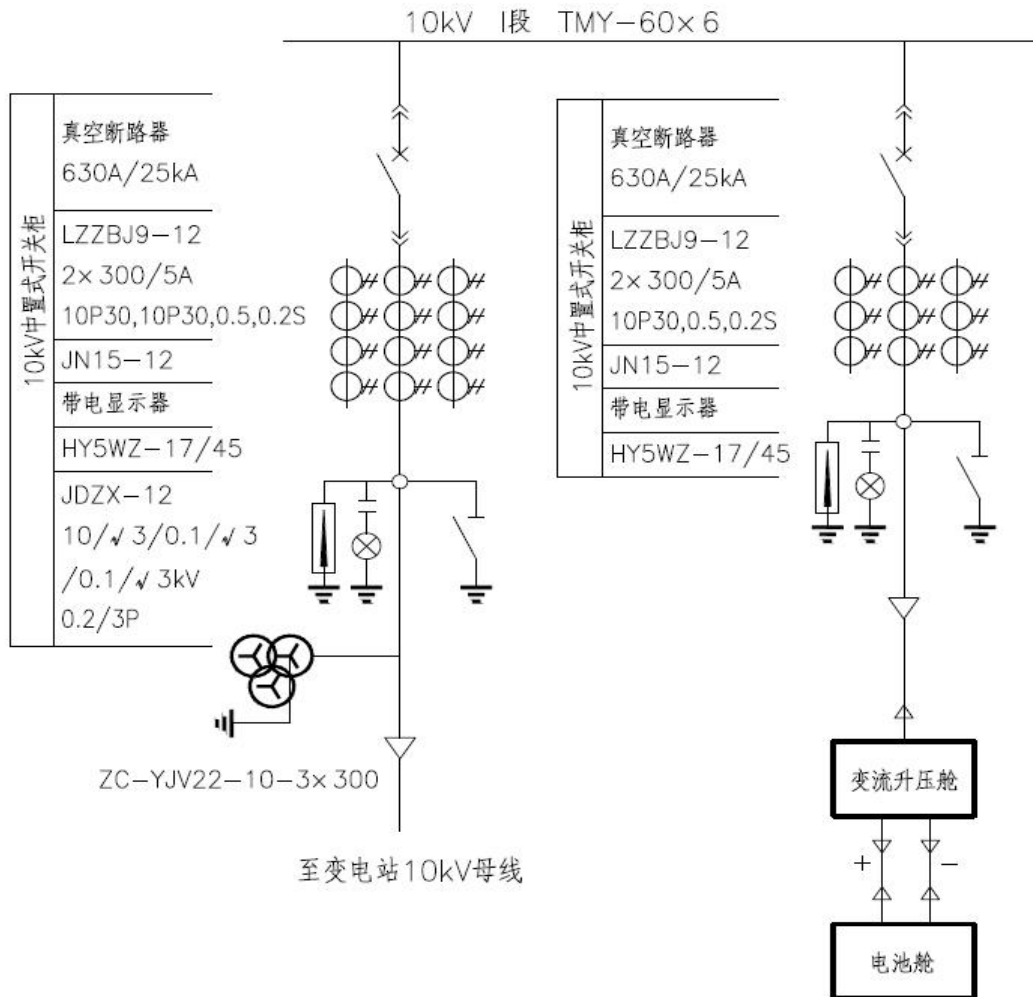 10kV I段 TMY-60×6
10kV中置式开关柜
真空断路器
630A/25kA
LZZBJ9-12
2×300/5A
10P30,10P30,0.5,0.2S
JN15-12
带电显示器
HY5WZ-17/45
JDZX-12
10/√3/0.1/√3
/0.1/√3kV
0.2/3P
ZC-YJV22-10-3×300
至变电站10kV母线
10kV中置式开关柜
真空断路器
630A/25kA
LZZBJ9-12
2×300/5A
10P30,0.5,0.2S
JN15-12
带电显示器
HY5WZ-17/45
变流升压舱
+ −
电池舱